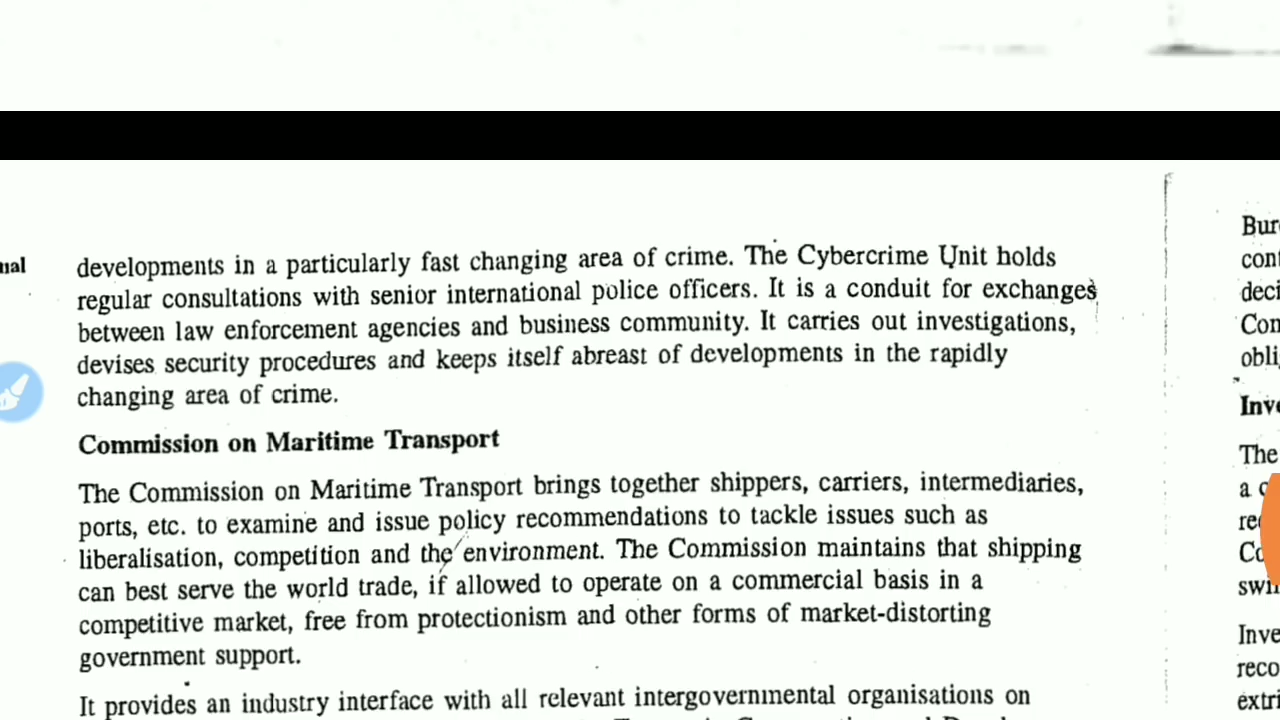 nal
developments in a particularly fast changing area of crime. The Cybercrime Unit holds
regular consultations with senior international police officers. It is a conduit for exchanges
between law enforcement agencies and business community. It carries out investigations,
devises security procedures and keeps itself abreast of developments in the rapidly
changing area of crime.
Commission on Maritime Transport
The Commission on Maritime Transport brings together shippers, carriers, intermediaries,
ports, etc. to examine and issue policy recommendations to tackle issues such as
liberalisation, competition and the environment. The Commission maintains that shipping
can best serve the world trade, if allowed to operate on a commercial basis in a
competitive market, free from protectionism and other forms of market-distorting
government support.
It provides an industry interface with all relevant intergovernmental organisations on
Bur
cont
deci
Con
obli
Inve
The
a c
rec
Co
swi
Inve
reco
extri